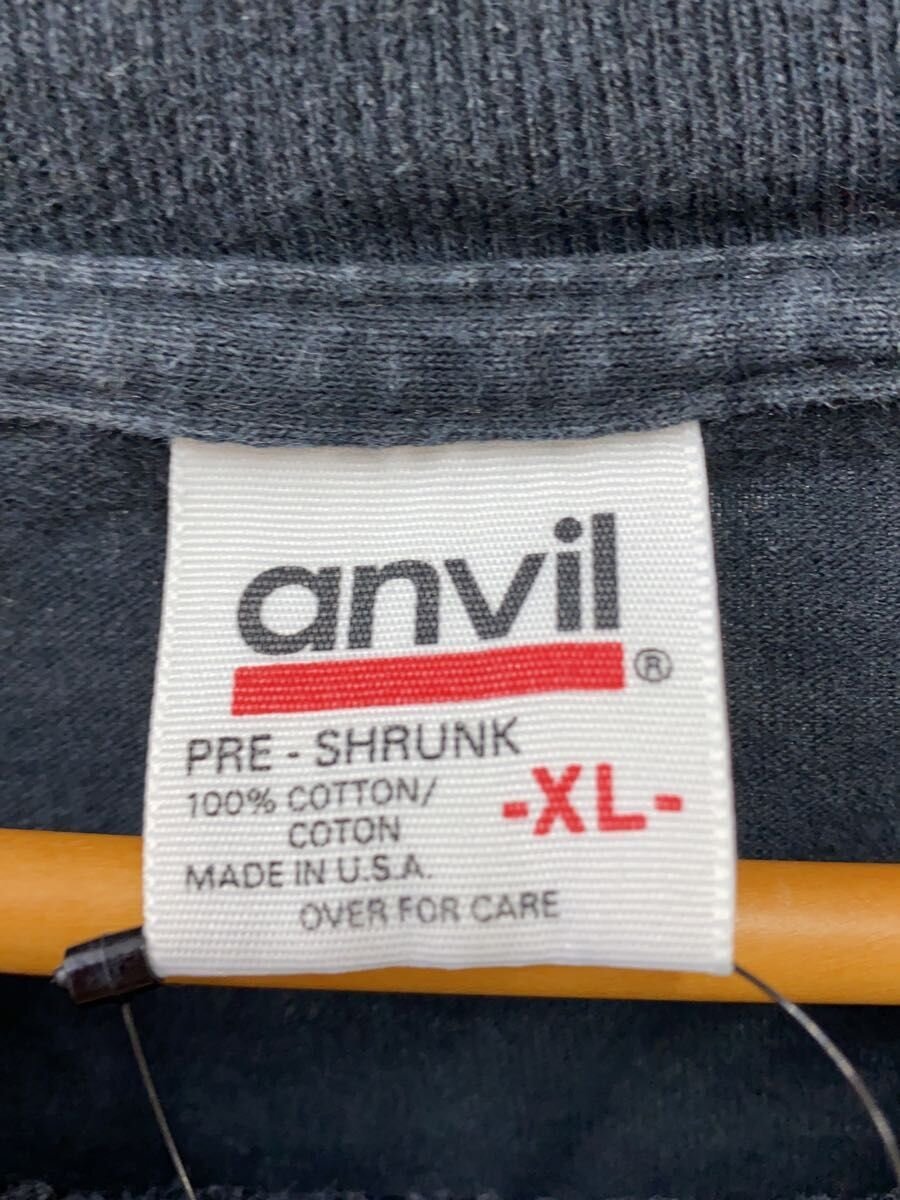 anvil®
PRE - SHRUNK
100% COTTON/
COTON
-XL-
MADE IN U.S.A.
OVER FOR CARE